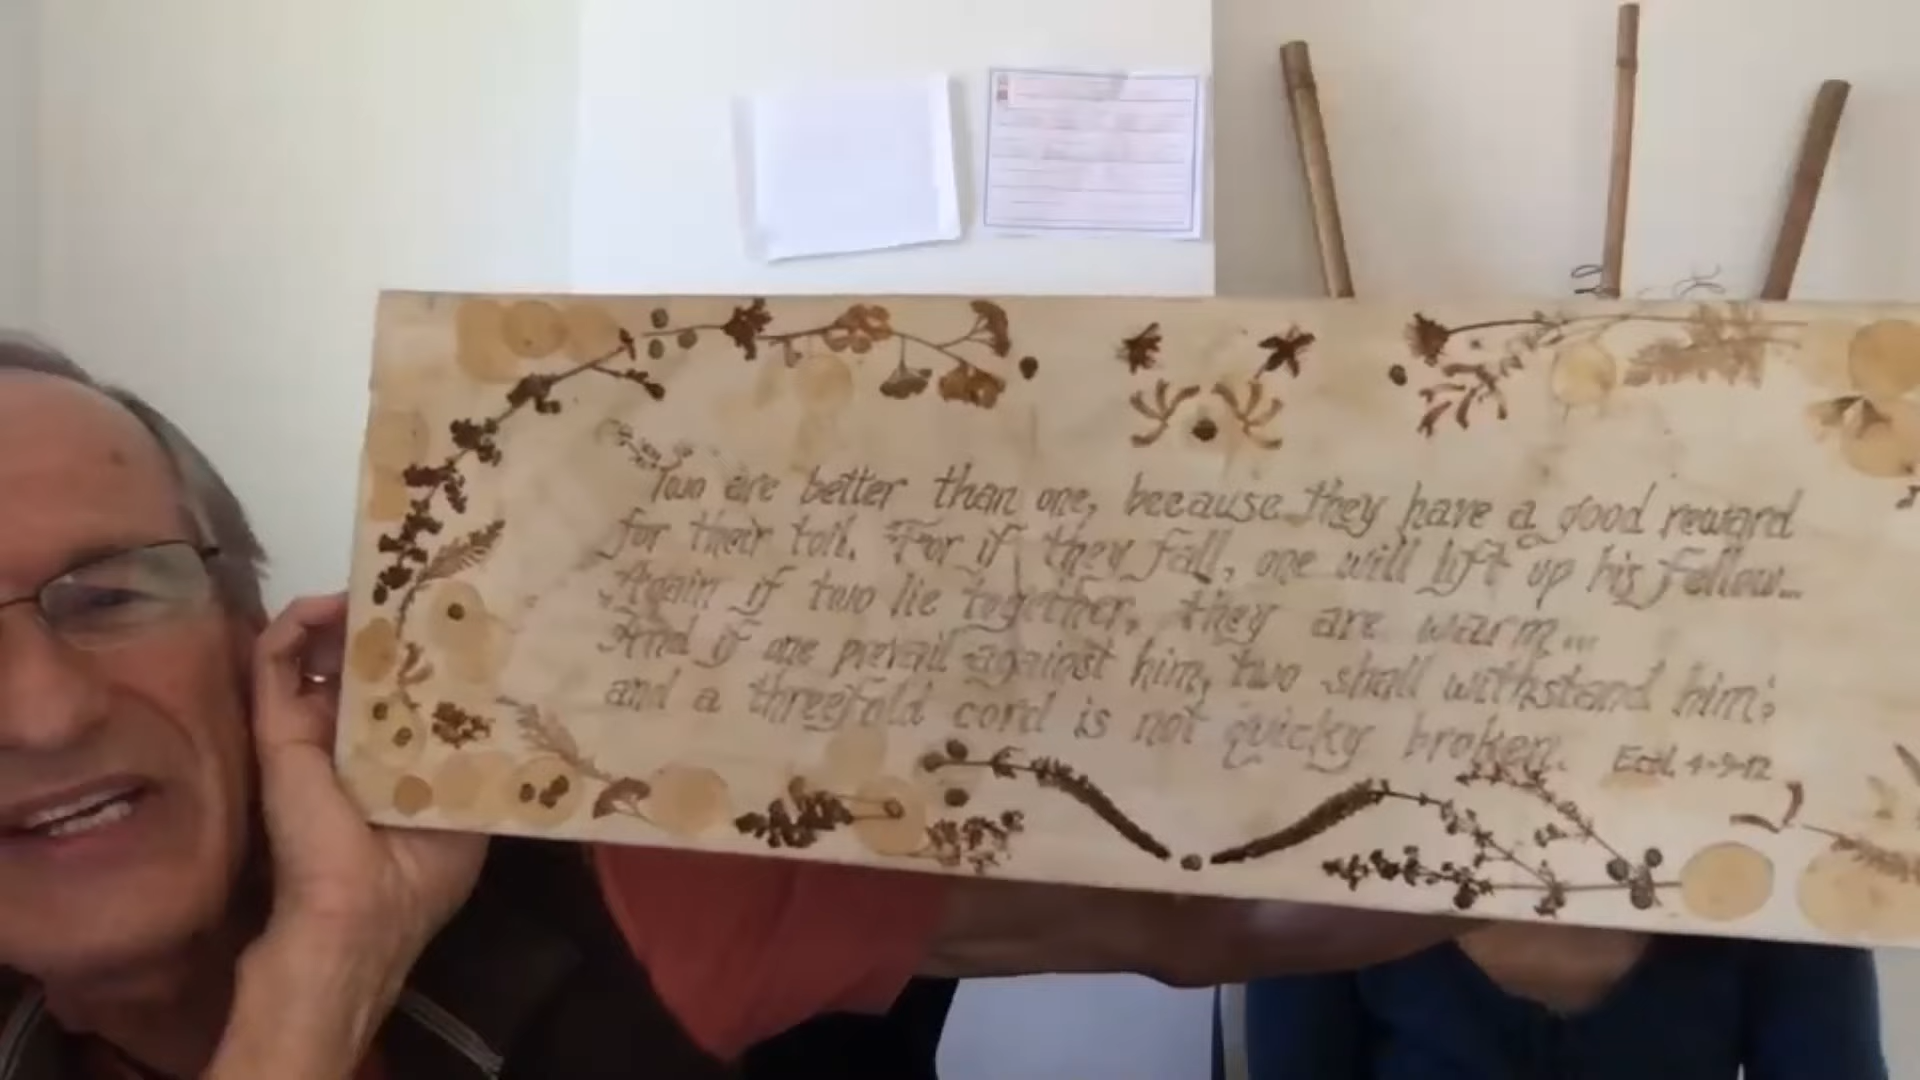 Two are better than one, because they have a good reward
for their toil. For if they fall, one will lift up his fellow...
Again if two lie together, they are warm...
And if one prevail against him, two shall withstand him;
and a threefold cord is not quicky broken. Eccl. 4:9-12